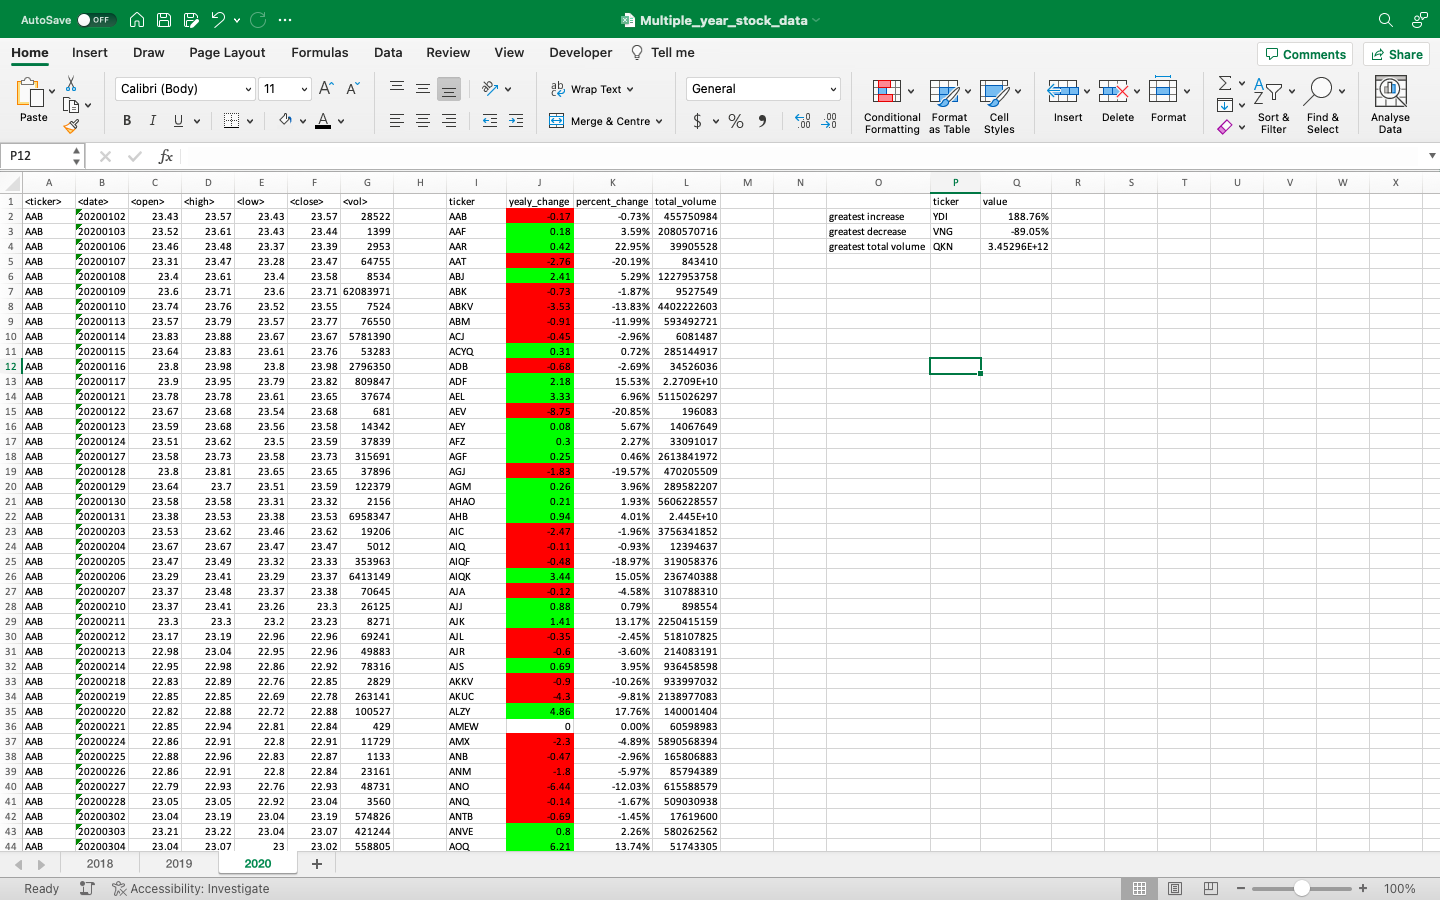 AutoSave OFF Multiple_year_stock_data
Home Insert Draw Page Layout Formulas Data Review View Developer Tell me Comments Share
Paste Calibri (Body) 11 Wrap Text General Conditional Formatting Format as Table Cell Styles Insert Delete Format Sort & Filter Find & Select Analyse Data
B I U A Merge & Centre $ %
P12 fx
A B C D E F G H I J K L M N O P Q R S T U V W X
1 <ticker> <date> <open> <high> <low> <close> <vol> ticker yealy_change percent_change total_volume ticker value
2 AAB 20200102 23.43 23.57 23.43 23.57 28522 AAB -0.17 -0.73% 455750984 greatest increase YDI 188.76%
3 AAB 20200103 23.52 23.61 23.43 23.44 1399 AAF 0.18 3.59% 2080570716 greatest decrease VNG -89.05%
4 AAB 20200106 23.46 23.48 23.37 23.39 2953 AAR 0.42 22.95% 39905528 greatest total volume QKN 3.45296E+12
5 AAB 20200107 23.31 23.47 23.28 23.47 64755 AAT -2.76 -20.19% 843410
6 AAB 20200108 23.4 23.61 23.4 23.58 8534 ABJ 2.41 5.29% 1227953758
7 AAB 20200109 23.6 23.71 23.6 23.71 62083971 ABK -0.73 -1.87% 9527549
8 AAB 20200110 23.74 23.76 23.52 23.55 7524 ABKV -3.53 -13.83% 4402222603
9 AAB 20200113 23.57 23.79 23.57 23.77 76550 ABM -0.91 -11.99% 593492721
10 AAB 20200114 23.83 23.88 23.67 23.67 5781390 ACJ -0.45 -2.96% 6081487
11 AAB 20200115 23.64 23.83 23.61 23.76 53283 ACYQ 0.31 0.72% 285144917
12 AAB 20200116 23.8 23.98 23.8 23.98 2796350 ADB -0.68 -2.69% 34526036
13 AAB 20200117 23.9 23.95 23.79 23.82 809847 ADF 2.18 15.53% 2.2709E+10
14 AAB 20200121 23.78 23.78 23.61 23.65 37674 AEL 3.33 6.96% 5115026297
15 AAB 20200122 23.67 23.68 23.54 23.68 681 AEV -8.75 -20.85% 196083
16 AAB 20200123 23.59 23.68 23.56 23.58 14342 AEY 0.08 5.67% 14067649
17 AAB 20200124 23.51 23.62 23.5 23.59 37839 AFZ 0.3 2.27% 33091017
18 AAB 20200127 23.58 23.73 23.58 23.73 315691 AGF 0.25 0.46% 2613841972
19 AAB 20200128 23.8 23.81 23.65 23.65 37896 AGJ -1.83 -19.57% 470205509
20 AAB 20200129 23.64 23.7 23.51 23.59 122379 AGM 0.26 3.96% 289582207
21 AAB 20200130 23.58 23.58 23.31 23.32 2156 AHAO 0.21 1.93% 5606228557
22 AAB 20200131 23.38 23.53 23.38 23.53 6958347 AHB 0.94 4.01% 2.445E+10
23 AAB 20200203 23.53 23.62 23.46 23.62 19206 AIC -2.47 -1.96% 3756341852
24 AAB 20200204 23.67 23.67 23.47 23.47 5012 AIQ -0.11 -0.93% 12394637
25 AAB 20200205 23.47 23.49 23.32 23.33 353963 AIQF -0.48 -18.97% 319058376
26 AAB 20200206 23.29 23.41 23.29 23.37 6413149 AIQK 3.44 15.05% 236740388
27 AAB 20200207 23.37 23.48 23.37 23.38 70645 AJA -0.12 -4.58% 310788310
28 AAB 20200210 23.37 23.41 23.26 23.3 26125 AJJ 0.88 0.79% 898554
29 AAB 20200211 23.3 23.3 23.2 23.23 8271 AJK 1.41 13.17% 2250415159
30 AAB 20200212 23.17 23.19 22.96 22.96 69241 AJL -0.35 -2.45% 518107825
31 AAB 20200213 22.98 23.04 22.95 22.96 49883 AJR -0.6 -3.60% 214083191
32 AAB 20200214 22.95 22.98 22.86 22.92 78316 AJS 0.69 3.95% 936458598
33 AAB 20200218 22.83 22.89 22.76 22.85 2829 AKKV -0.9 -10.26% 933997032
34 AAB 20200219 22.85 22.85 22.69 22.78 263141 AKUC -4.3 -9.81% 2138977083
35 AAB 20200220 22.82 22.88 22.72 22.88 100527 ALZY 4.86 17.76% 140001404
36 AAB 20200221 22.85 22.94 22.81 22.84 429 AMEW 0 0.00% 60598983
37 AAB 20200224 22.86 22.91 22.8 22.91 11729 AMX -2.3 -4.89% 5890568394
38 AAB 20200225 22.88 22.96 22.83 22.87 1133 ANB -0.47 -2.96% 165806883
39 AAB 20200226 22.86 22.91 22.8 22.84 23161 ANM -1.8 -5.97% 85794389
40 AAB 20200227 22.79 22.93 22.76 22.93 48731 ANO -6.44 -12.03% 615588579
41 AAB 20200228 23.05 23.05 22.92 23.04 3560 ANQ -0.14 -1.67% 509030938
42 AAB 20200302 23.04 23.19 23.04 23.19 574826 ANTB -0.69 -1.45% 17619600
43 AAB 20200303 23.21 23.22 23.04 23.07 421244 ANVE 0.8 2.26% 580262562
44 AAB 20200304 23.04 23.07 23 23.02 558805 AOQ 6.21 13.74% 51743305
2018 2019 2020 +
Ready Accessibility: Investigate 100%